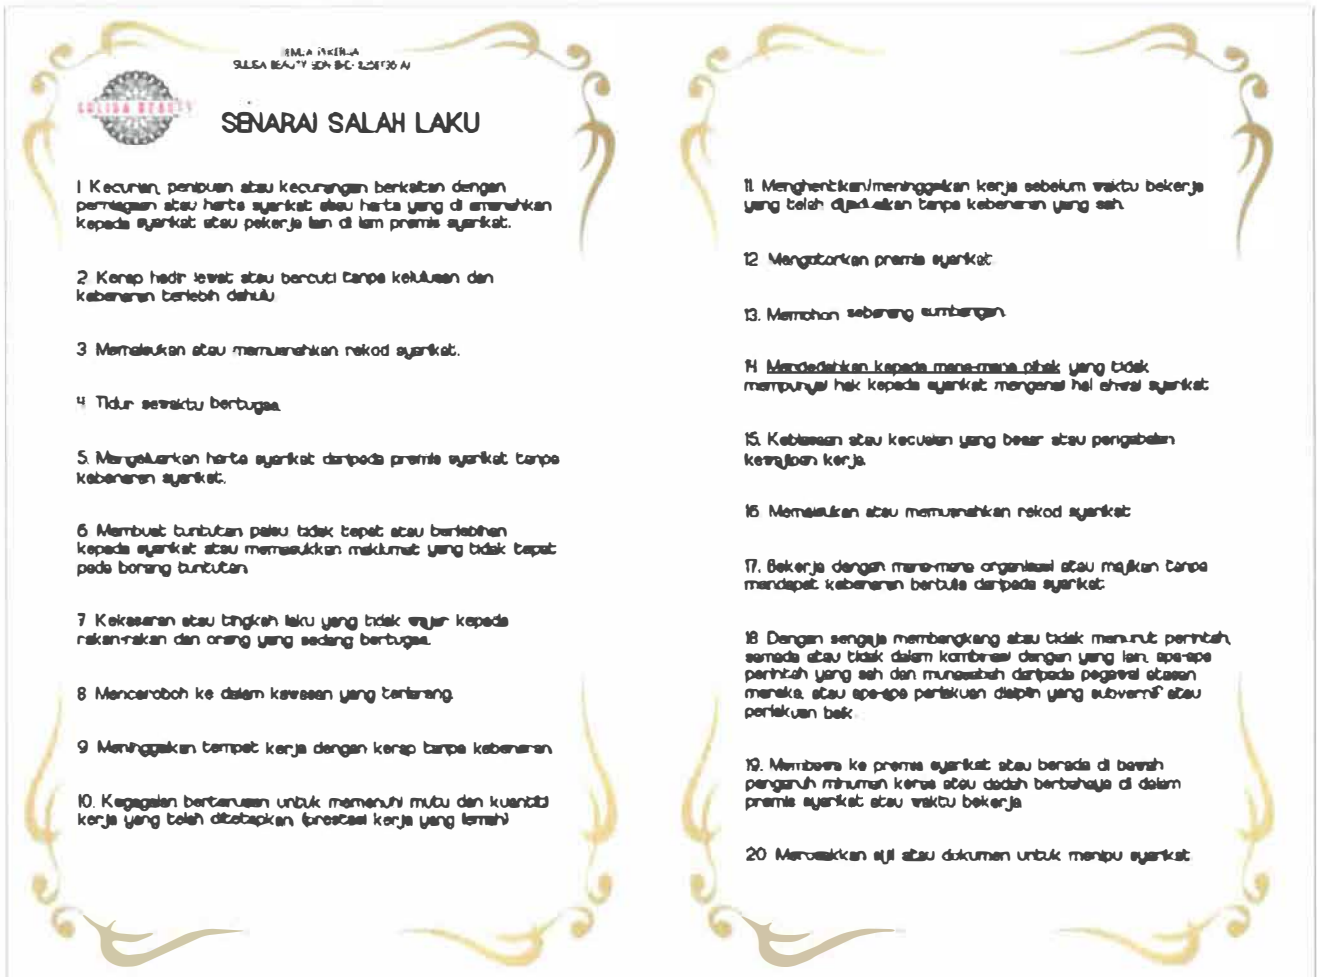 SULISA BEAUTY
SENARAI SALAH LAKU
1 Kecurian, penipuan atau kecurangan berkaitan dengan
perniagaan atau harta syarikat atau harta yang di amanahkan
kepada syarikat atau pekerja lain di lam premis syarikat.
2 Kerap hadir lewat atau bercuti tanpa kelulusan dan
kebenaran terlebih dahulu
3 Memalsukan atau memusnahkan rekod syarikat.
4 Tidur sewaktu bertugas
5. Mengeluarkan harta syarikat daripada premis syarikat tanpa
kebenaran syarikat.
6 Membuat tuntutan palsu tidak tepat atau berlebihan
kepada syarikat atau memasukkan maklumat yang tidak tepat
pada borang tuntutan
7 Kekasaran atau tingkah laku yang tidak wajar kepada
rakan-rakan dan orang yang sedang bertugas.
8 Menceroboh ke dalam kawasan yang terlarang.
9 Meninggalkan tempat kerja dengan kerap tanpa kebenaran
10. Kegagalan berterusan untuk memenuhi mutu dan kuantiti
kerja yang telah ditetapkan (prestasi kerja yang lemah)
11. Menghentikan/meninggalkan kerja sebelum waktu bekerja
yang telah dijadualkan tanpa kebenaran yang sah.
12 Mengotorkan premis syarikat
13. Memohon sebarang sumbangan.
14 Mendedahkan kepada mana-mana pihak yang tidak
mempunyai hak kepada syarikat mengenai hal ehwal syarikat
15. Kebiasaan atau kecuaian yang besar atau pengabaian
kewajipan kerja.
16 Memalsukan atau memusnahkan rekod syarikat
17. Bekerja dengan mana-mana organisasi atau majikan tanpa
mendapat kebenaran bertulis daripada syarikat
18 Dengan sengaja membangkang atau tidak menurut perintah,
samada atau tidak dalam kombinasi dengan yang lain, apa-apa
perintah yang sah dan munasabah daripada pegawai atasan
mereka, atau apa-apa perlakuan disiplin yang subversif atau
perlakuan baik.
19. Membawa ke premis syarikat atau berada di bawah
pengaruh minuman keras atau dadah berbahaya di dalam
premis syarikat atau waktu bekerja
20 Merosakkan sijil atau dokumen untuk menipu syarikat